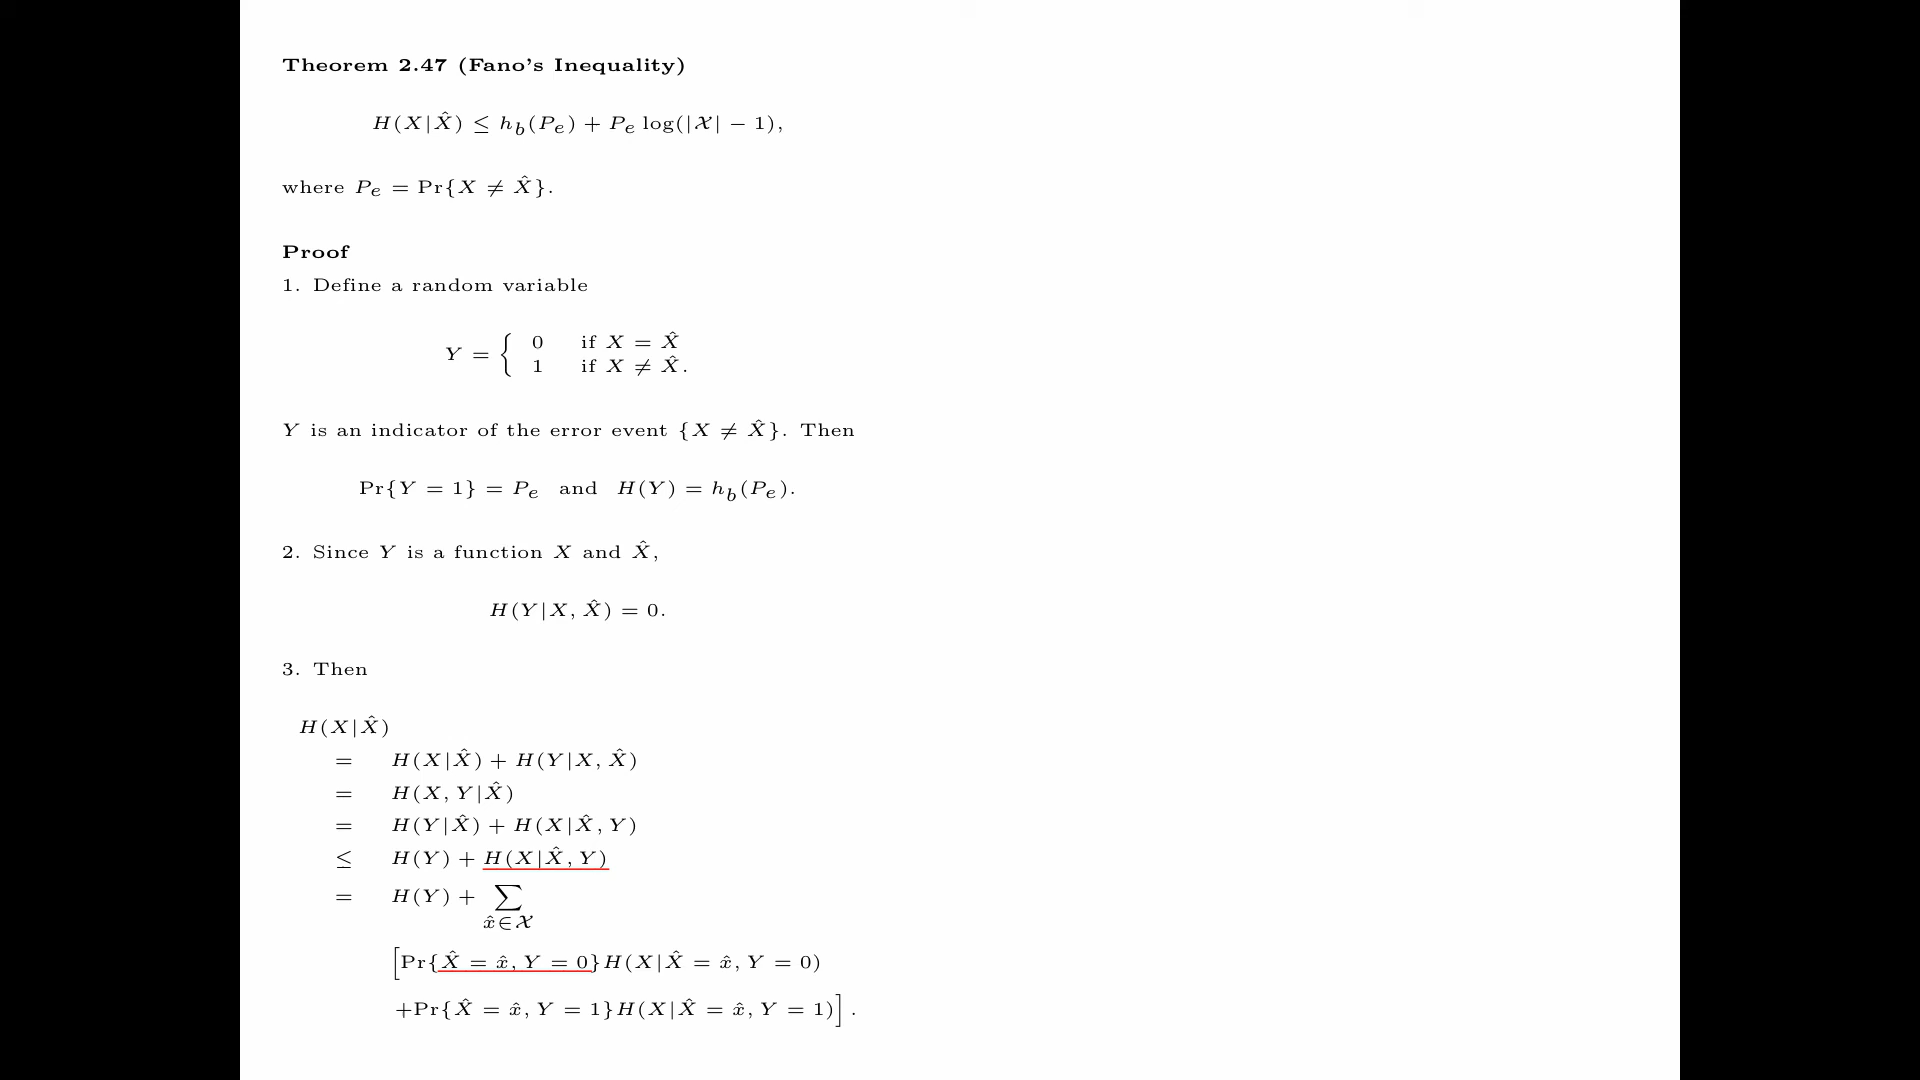 Theorem 2.47 (Fano's Inequality)
H(X|X̂) ≤ h_b(P_e) + P_e log(|𝒳| − 1),
where P_e = Pr{X ≠ X̂}.
Proof
1. Define a random variable
Y = { 0 if X = X̂
1 if X ≠ X̂.
Y is an indicator of the error event {X ≠ X̂}. Then
Pr{Y = 1} = P_e and H(Y) = h_b(P_e).
2. Since Y is a function X and X̂,
H(Y|X, X̂) = 0.
3. Then
H(X|X̂)
= H(X|X̂) + H(Y|X, X̂)
= H(X, Y|X̂)
= H(Y|X̂) + H(X|X̂, Y)
≤ H(Y) + H(X|X̂, Y)
= H(Y) + ∑
x̂∈𝒳
[Pr{X̂ = x̂, Y = 0}H(X|X̂ = x̂, Y = 0)
+Pr{X̂ = x̂, Y = 1}H(X|X̂ = x̂, Y = 1)] .